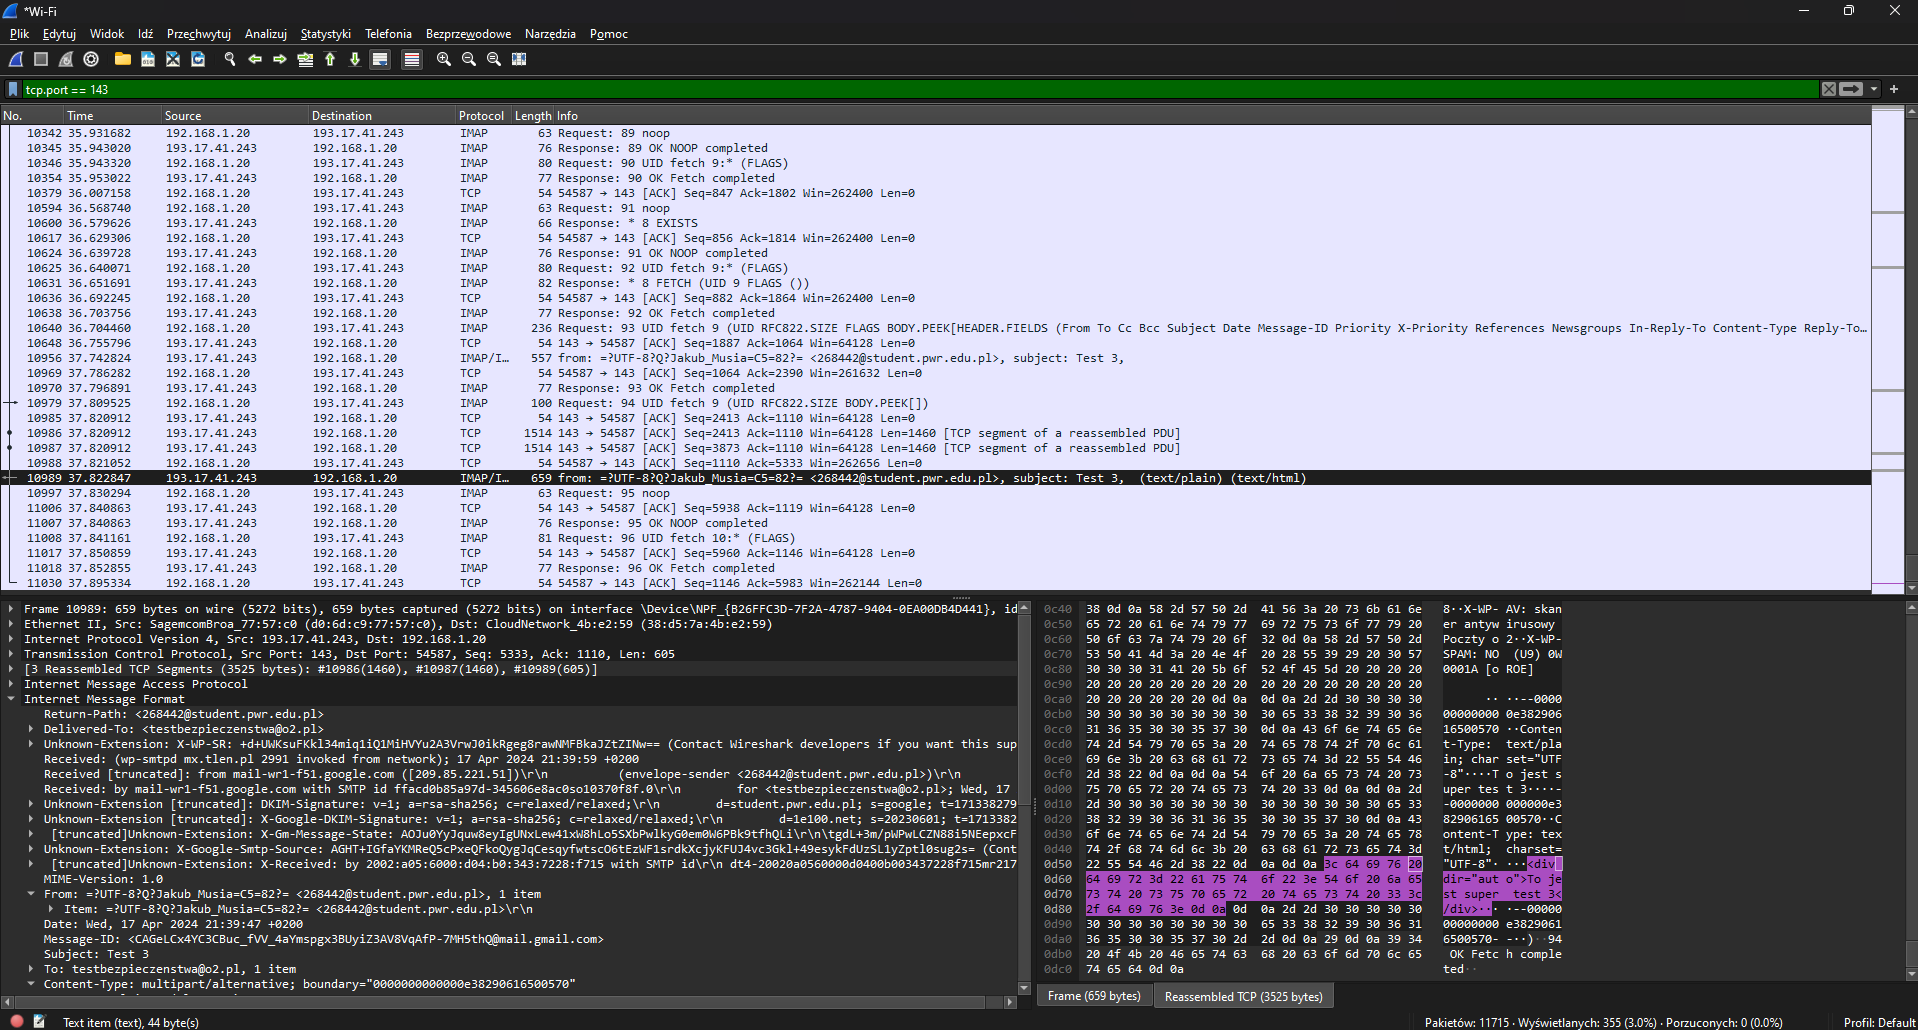 *Wi-Fi
Plik Edytuj Widok Idź Przechwytuj Analizuj Statystyki Telefonia Bezprzewodowe Narzędzia Pomoc
tcp.port == 143
No. Time Source Destination Protocol Length Info
10342 35.931682 192.168.1.20 193.17.41.243 IMAP 63 Request: 89 noop
10345 35.943020 193.17.41.243 192.168.1.20 IMAP 76 Response: 89 OK NOOP completed
10346 35.943320 192.168.1.20 193.17.41.243 IMAP 80 Request: 90 UID fetch 9:* (FLAGS)
10354 35.953022 193.17.41.243 192.168.1.20 IMAP 77 Response: 90 OK Fetch completed
10379 36.007158 192.168.1.20 193.17.41.243 TCP 54 54587 → 143 [ACK] Seq=847 Ack=1802 Win=262400 Len=0
10594 36.568740 192.168.1.20 193.17.41.243 IMAP 63 Request: 91 noop
10600 36.579626 193.17.41.243 192.168.1.20 IMAP 66 Response: * 8 EXISTS
10617 36.629306 192.168.1.20 193.17.41.243 TCP 54 54587 → 143 [ACK] Seq=856 Ack=1814 Win=262400 Len=0
10624 36.639728 193.17.41.243 192.168.1.20 IMAP 76 Response: 91 OK NOOP completed
10625 36.640071 192.168.1.20 193.17.41.243 IMAP 80 Request: 92 UID fetch 9:* (FLAGS)
10631 36.651691 193.17.41.243 192.168.1.20 IMAP 82 Response: * 8 FETCH (UID 9 FLAGS ())
10636 36.692245 192.168.1.20 193.17.41.243 TCP 54 54587 → 143 [ACK] Seq=882 Ack=1864 Win=262400 Len=0
10638 36.703756 193.17.41.243 192.168.1.20 IMAP 77 Response: 92 OK Fetch completed
10640 36.704460 192.168.1.20 193.17.41.243 IMAP 236 Request: 93 UID fetch 9 (UID RFC822.SIZE FLAGS BODY.PEEK[HEADER.FIELDS (From To Cc Bcc Subject Date Message-ID Priority X-Priority References Newsgroups In-Reply-To Content-Type Reply-To…
10648 36.755796 193.17.41.243 192.168.1.20 TCP 54 143 → 54587 [ACK] Seq=1887 Ack=1064 Win=64128 Len=0
10956 37.742824 193.17.41.243 192.168.1.20 IMAP/I… 557 from: =?UTF-8?Q?Jakub_Musia=C5=82?= <268442@student.pwr.edu.pl>, subject: Test 3,
10969 37.786282 192.168.1.20 193.17.41.243 TCP 54 54587 → 143 [ACK] Seq=1064 Ack=2390 Win=261632 Len=0
10970 37.796891 193.17.41.243 192.168.1.20 IMAP 77 Response: 93 OK Fetch completed
10979 37.809525 192.168.1.20 193.17.41.243 IMAP 100 Request: 94 UID fetch 9 (UID RFC822.SIZE BODY.PEEK[])
10985 37.820912 193.17.41.243 192.168.1.20 TCP 54 143 → 54587 [ACK] Seq=2413 Ack=1110 Win=64128 Len=0
10986 37.820912 193.17.41.243 192.168.1.20 TCP 1514 143 → 54587 [ACK] Seq=2413 Ack=1110 Win=64128 Len=1460 [TCP segment of a reassembled PDU]
10987 37.820912 193.17.41.243 192.168.1.20 TCP 1514 143 → 54587 [ACK] Seq=3873 Ack=1110 Win=64128 Len=1460 [TCP segment of a reassembled PDU]
10988 37.821052 192.168.1.20 193.17.41.243 TCP 54 54587 → 143 [ACK] Seq=1110 Ack=5333 Win=262656 Len=0
10989 37.822847 193.17.41.243 192.168.1.20 IMAP/I… 659 from: =?UTF-8?Q?Jakub_Musia=C5=82?= <268442@student.pwr.edu.pl>, subject: Test 3, (text/plain) (text/html)
10997 37.830294 192.168.1.20 193.17.41.243 IMAP 63 Request: 95 noop
11006 37.840863 193.17.41.243 192.168.1.20 TCP 54 143 → 54587 [ACK] Seq=5938 Ack=1119 Win=64128 Len=0
11007 37.840863 193.17.41.243 192.168.1.20 IMAP 76 Response: 95 OK NOOP completed
11008 37.841161 192.168.1.20 193.17.41.243 IMAP 81 Request: 96 UID fetch 10:* (FLAGS)
11017 37.850859 193.17.41.243 192.168.1.20 TCP 54 143 → 54587 [ACK] Seq=5960 Ack=1146 Win=64128 Len=0
11018 37.852855 193.17.41.243 192.168.1.20 IMAP 77 Response: 96 OK Fetch completed
11030 37.895334 192.168.1.20 193.17.41.243 TCP 54 54587 → 143 [ACK] Seq=1146 Ack=5983 Win=262144 Len=0
Frame 10989: 659 bytes on wire (5272 bits), 659 bytes captured (5272 bits) on interface \Device\NPF_{B26FFC3D-7F2A-4787-9404-0EA00DB4D441}, id
Ethernet II, Src: SagemcomBroa_77:57:c0 (d0:6d:c9:77:57:c0), Dst: CloudNetwork_4b:e2:59 (38:d5:7a:4b:e2:59)
Internet Protocol Version 4, Src: 193.17.41.243, Dst: 192.168.1.20
Transmission Control Protocol, Src Port: 143, Dst Port: 54587, Seq: 5333, Ack: 1110, Len: 605
[3 Reassembled TCP Segments (3525 bytes): #10986(1460), #10987(1460), #10989(605)]
Internet Message Access Protocol
Internet Message Format
Return-Path: <268442@student.pwr.edu.pl>
Delivered-To: <testbezpieczenstwa@o2.pl>
Unknown-Extension: X-WP-SR: +d+UWKsuFKkl34miq1iQ1MiHVYu2A3VrwJ0ikRgeg8rawNMFBkaJZtZINw== (Contact Wireshark developers if you want this sup
Received: (wp-smtpd mx.tlen.pl 2991 invoked from network); 17 Apr 2024 21:39:59 +0200
Received [truncated]: from mail-wr1-f51.google.com ([209.85.221.51])\r\n (envelope-sender <268442@student.pwr.edu.pl>)\r\n
Received: by mail-wr1-f51.google.com with SMTP id ffacd0b85a97d-345606e8ac0so10370f8f.0\r\n for <testbezpieczenstwa@o2.pl>; Wed, 17
Unknown-Extension [truncated]: DKIM-Signature: v=1; a=rsa-sha256; c=relaxed/relaxed;\r\n d=student.pwr.edu.pl; s=google; t=171338279
Unknown-Extension [truncated]: X-Google-DKIM-Signature: v=1; a=rsa-sha256; c=relaxed/relaxed;\r\n d=1e100.net; s=20230601; t=1713382
[truncated]Unknown-Extension: X-Gm-Message-State: AOJu0YyJquw8eyIgUNxLew41xW8hLo5SXbPwlkyG0em0W6PBk9tfhQLi\r\n\tgdL+3m/pWPwLCZN88i5NEepxcF
Unknown-Extension: X-Google-Smtp-Source: AGHT+IGfaYKMReQ5cPxeQFkoQygJqCesqyfwtscO6tEzWF1srdkXcjyKFUJ4vc3Gkl+49esykFdUzSL1yZptl0sug2s= (Cont
[truncated]Unknown-Extension: X-Received: by 2002:a05:6000:d04:b0:343:7228:f715 with SMTP id\r\n dt4-20020a0560000d0400b003437228f715mr217
MIME-Version: 1.0
From: =?UTF-8?Q?Jakub_Musia=C5=82?= <268442@student.pwr.edu.pl>, 1 item
Item: =?UTF-8?Q?Jakub_Musia=C5=82?= <268442@student.pwr.edu.pl>\r\n
Date: Wed, 17 Apr 2024 21:39:47 +0200
Message-ID: <CAGeLCx4YC3CBuc_fVV_4aYmspgx3BUyiZ3AV8VqAfP-7MH5thQ@mail.gmail.com>
Subject: Test 3
To: testbezpieczenstwa@o2.pl, 1 item
Content-Type: multipart/alternative; boundary="0000000000000e38290616500570"
0c40 38 0d 0a 58 2d 57 50 2d 41 56 3a 20 73 6b 61 6e 8··X-WP- AV: skan
0c50 65 72 20 61 6e 74 79 77 69 72 75 73 6f 77 79 20 er antyw irusowy
0c60 50 6f 63 7a 74 79 20 6f 32 0d 0a 58 2d 57 50 2d Poczty o 2··X-WP-
0c70 53 50 41 4d 3a 20 4e 4f 20 28 55 39 29 20 30 57 SPAM: NO (U9) 0W
0c80 30 30 30 31 41 20 5b 6f 52 4f 45 5d 20 20 20 20 0001A [o ROE]
0c90 20 20 20 20 20 20 20 20 20 20 20 20 20 20 20 20
0ca0 20 20 20 20 20 20 0d 0a 0d 0a 2d 2d 30 30 30 30 ·· ··--0000
0cb0 30 30 30 30 30 30 30 30 30 65 33 38 32 39 30 36 00000000 0e382906
0cc0 31 36 35 30 30 35 37 30 0d 0a 43 6f 6e 74 65 6e 16500570 ··Conten
0cd0 74 2d 54 79 70 65 3a 20 74 65 78 74 2f 70 6c 61 t-Type: text/pla
0ce0 69 6e 3b 20 63 68 61 72 73 65 74 3d 22 55 54 46 in; char set="UTF
0cf0 2d 38 22 0d 0a 0d 0a 54 6f 20 6a 65 73 74 20 73 -8"····T o jest s
0d00 75 70 65 72 20 74 65 73 74 20 33 0d 0a 0d 0a 2d uper tes t 3····-
0d10 2d 30 30 30 30 30 30 30 30 30 30 30 30 30 65 33 -0000000 000000e3
0d20 38 32 39 30 36 31 36 35 30 30 35 37 30 0d 0a 43 82906165 00570··C
0d30 6f 6e 74 65 6e 74 2d 54 79 70 65 3a 20 74 65 78 ontent-T ype: tex
0d40 74 2f 68 74 6d 6c 3b 20 63 68 61 72 73 65 74 3d t/html; charset=
0d50 22 55 54 46 2d 38 22 0d 0a 0d 0a 3c 64 69 76 20 "UTF-8"· ···<div
0d60 64 69 72 3d 22 61 75 74 6f 22 3e 54 6f 20 6a 65 dir="aut o">To je
0d70 73 74 20 73 75 70 65 72 20 74 65 73 74 20 33 3c st super test 3<
0d80 2f 64 69 76 3e 0d 0a 0d 0a 2d 2d 30 30 30 30 30 /div>··· ·--00000
0d90 30 30 30 30 30 30 30 30 65 33 38 32 39 30 36 31 00000000 e3829061
0da0 36 35 30 30 35 37 30 2d 2d 0d 0a 29 0d 0a 39 34 6500570- -··)··94
0db0 20 4f 4b 20 46 65 74 63 68 20 63 6f 6d 70 6c 65 OK Fetc h comple
0dc0 74 65 64 0d 0a ted··
Frame (659 bytes) Reassembled TCP (3525 bytes)
Text item (text), 44 byte(s) Pakietów: 11715 · Wyświetlanych: 355 (3.0%) · Porzuconych: 0 (0.0%) Profil: Default